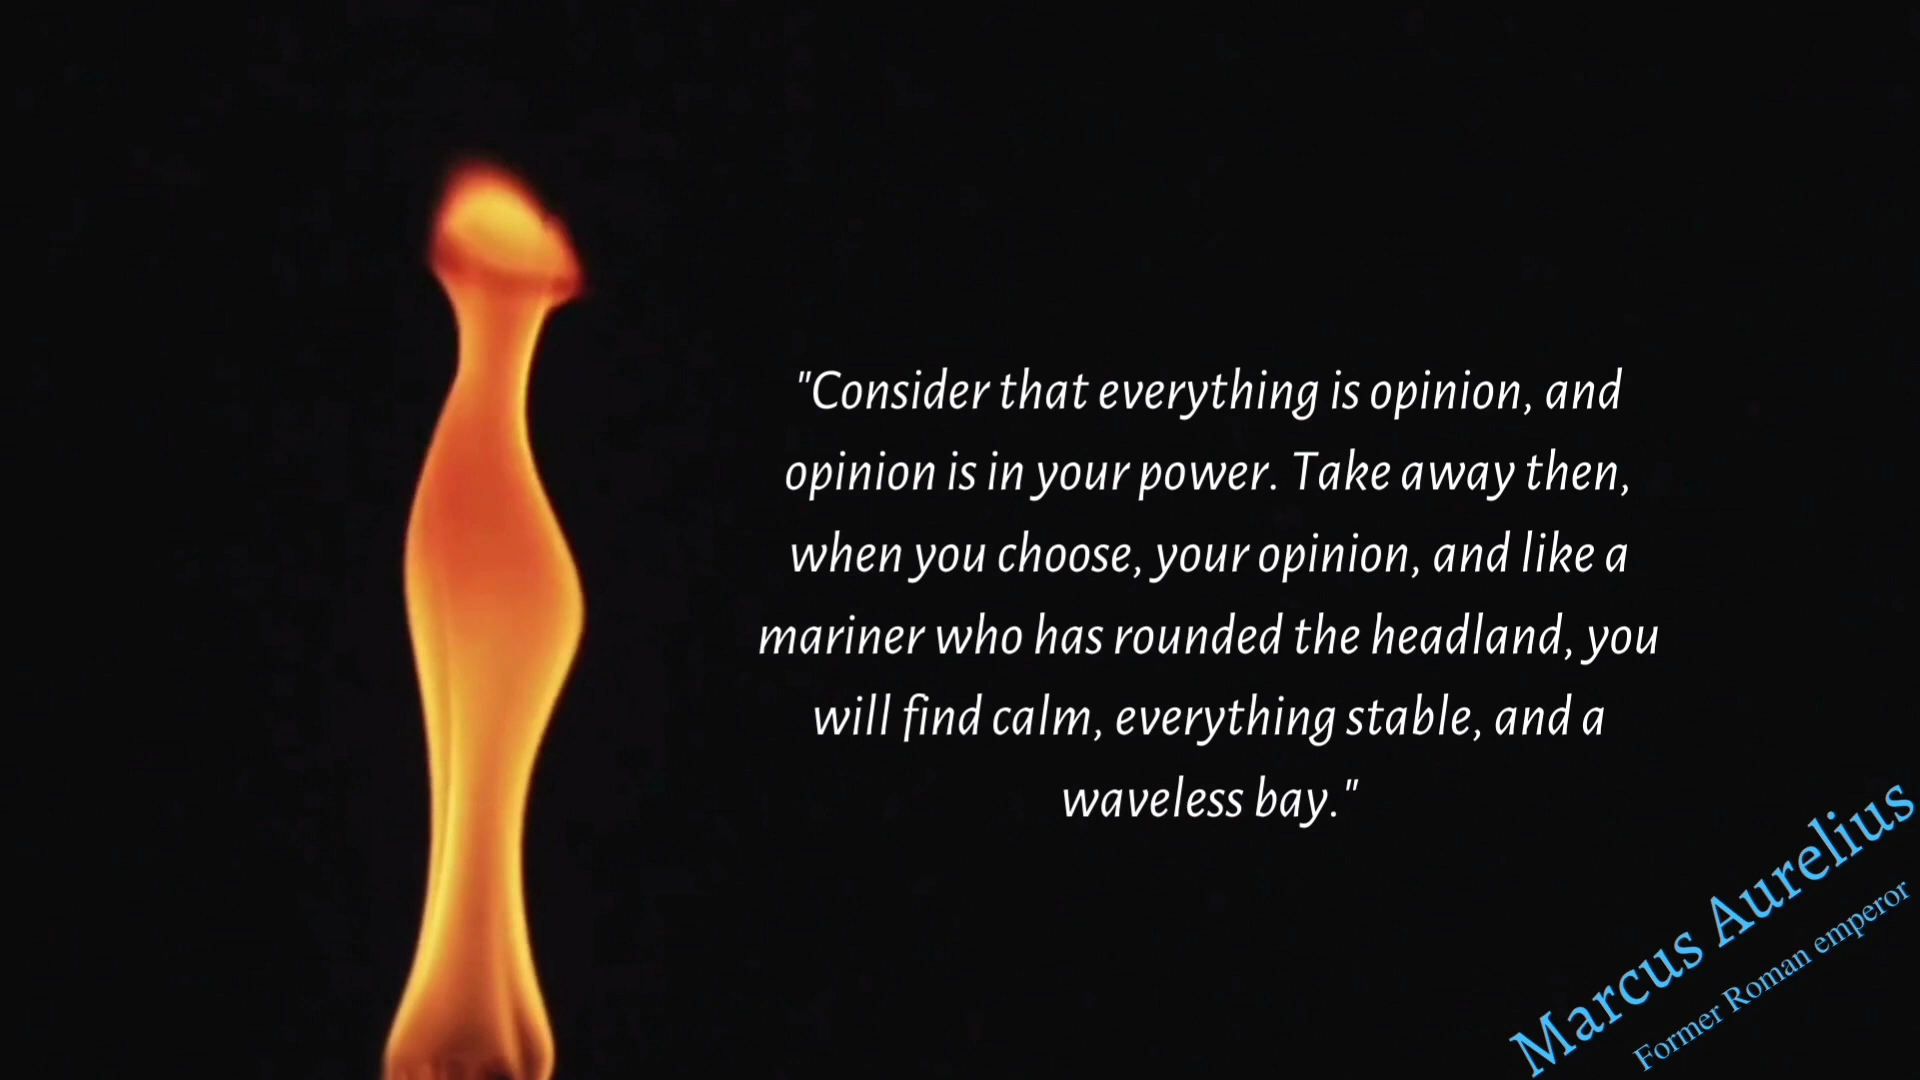 "Consider that everything is opinion, and
opinion is in your power. Take away then,
when you choose, your opinion, and like a
mariner who has rounded the headland, you
will find calm, everything stable, and a
waveless bay."
Marcus Aurelius
Former Roman emperor